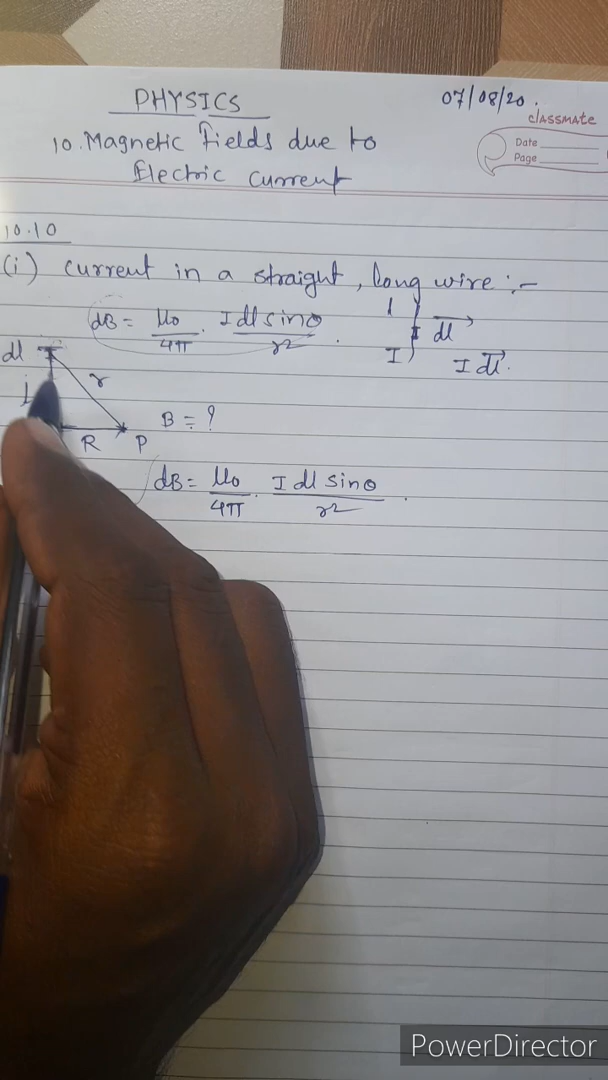 PHYSICS 07/08/20.
classmate
Date
Page
10. Magnetic fields due to
Electric current
10.10
(i) current in a straight, long wire :-
dB = μ₀/4π . I dl sinθ/r² .
I
dl
I
I dl.
dl
r
R P
B = ?
dB = μ₀/4π . I dl sinθ/r² .
PowerDirector